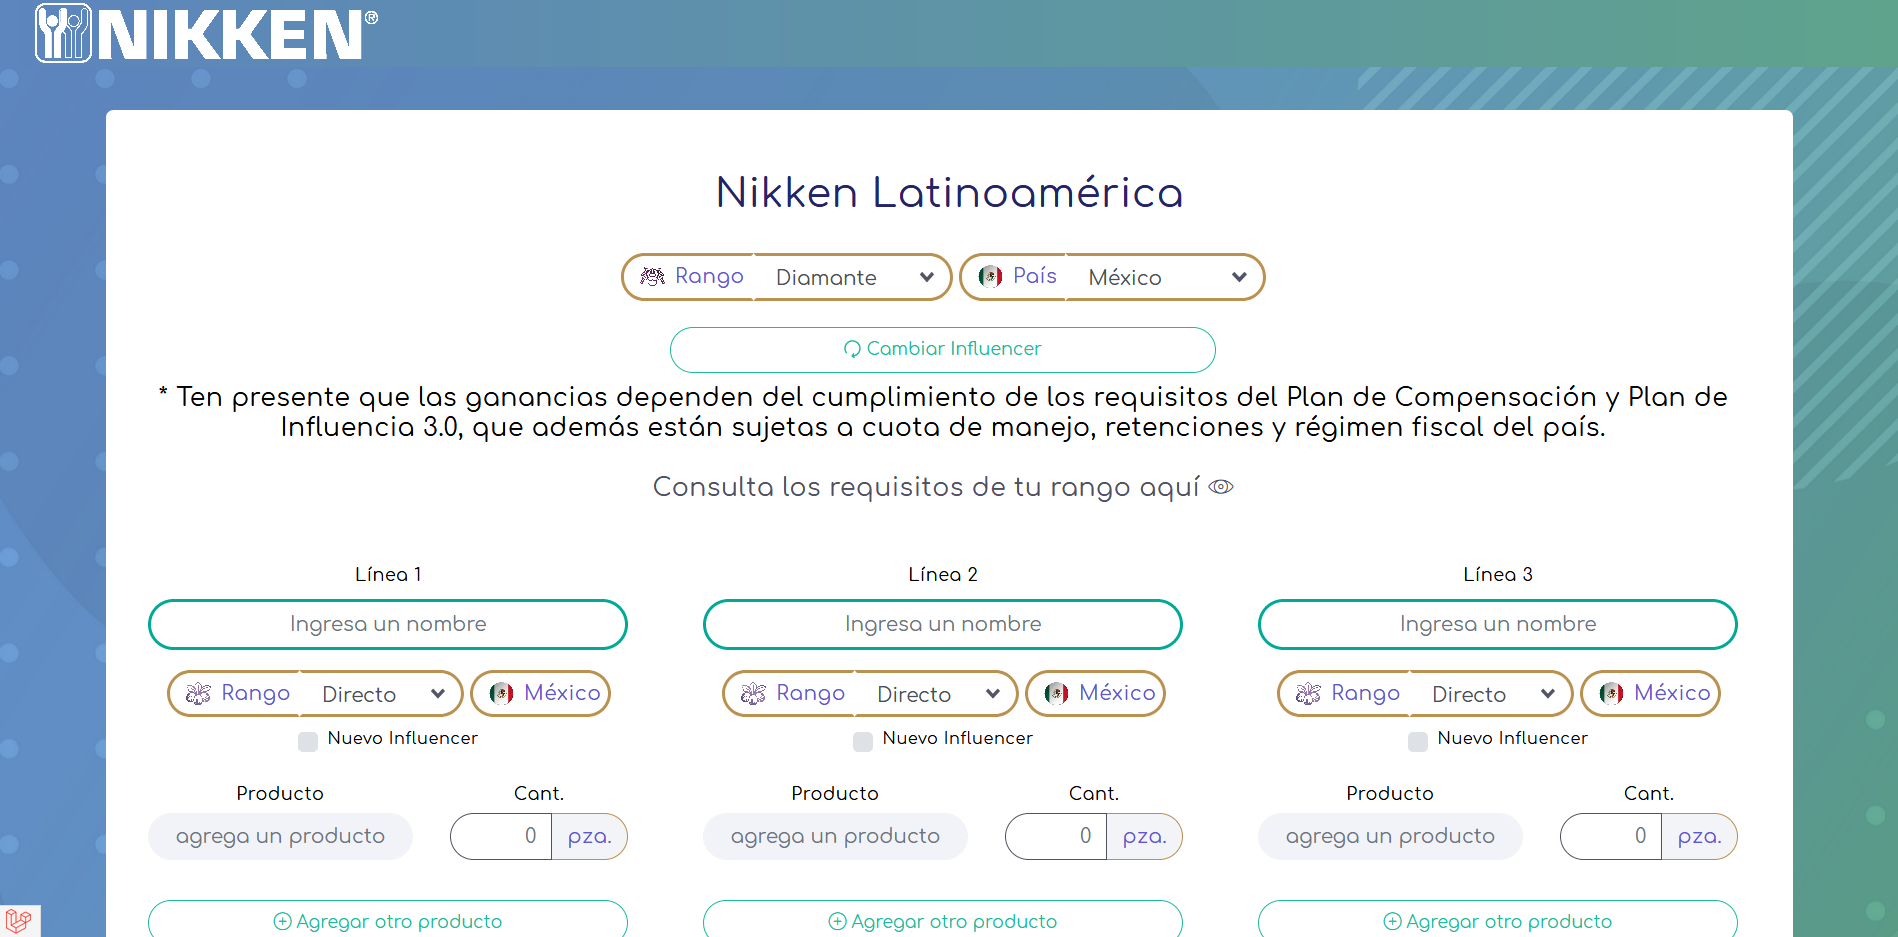 NIKKEN®
Nikken Latinoamérica
Rango Diamante País México
Cambiar Influencer
* Ten presente que las ganancias dependen del cumplimiento de los requisitos del Plan de Compensación y Plan de
Influencia 3.0, que además están sujetas a cuota de manejo, retenciones y régimen fiscal del país.
Consulta los requisitos de tu rango aquí
Línea 1 Línea 2 Línea 3
Ingresa un nombre Ingresa un nombre Ingresa un nombre
Rango Directo México Rango Directo México Rango Directo México
Nuevo Influencer Nuevo Influencer Nuevo Influencer
Producto Cant. Producto Cant. Producto Cant.
agrega un producto 0 pza. agrega un producto 0 pza. agrega un producto 0 pza.
Agregar otro producto Agregar otro producto Agregar otro producto